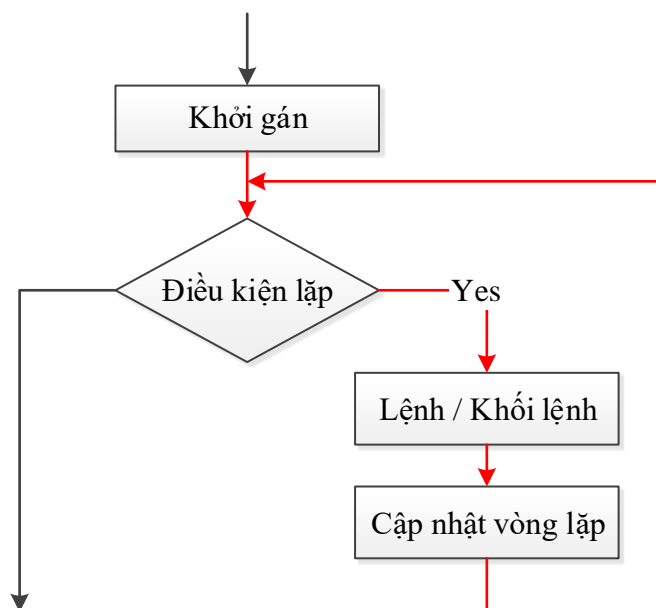 Khởi gán
Điều kiện lặp
Yes
Lệnh / Khối lệnh
Cập nhật vòng lặp